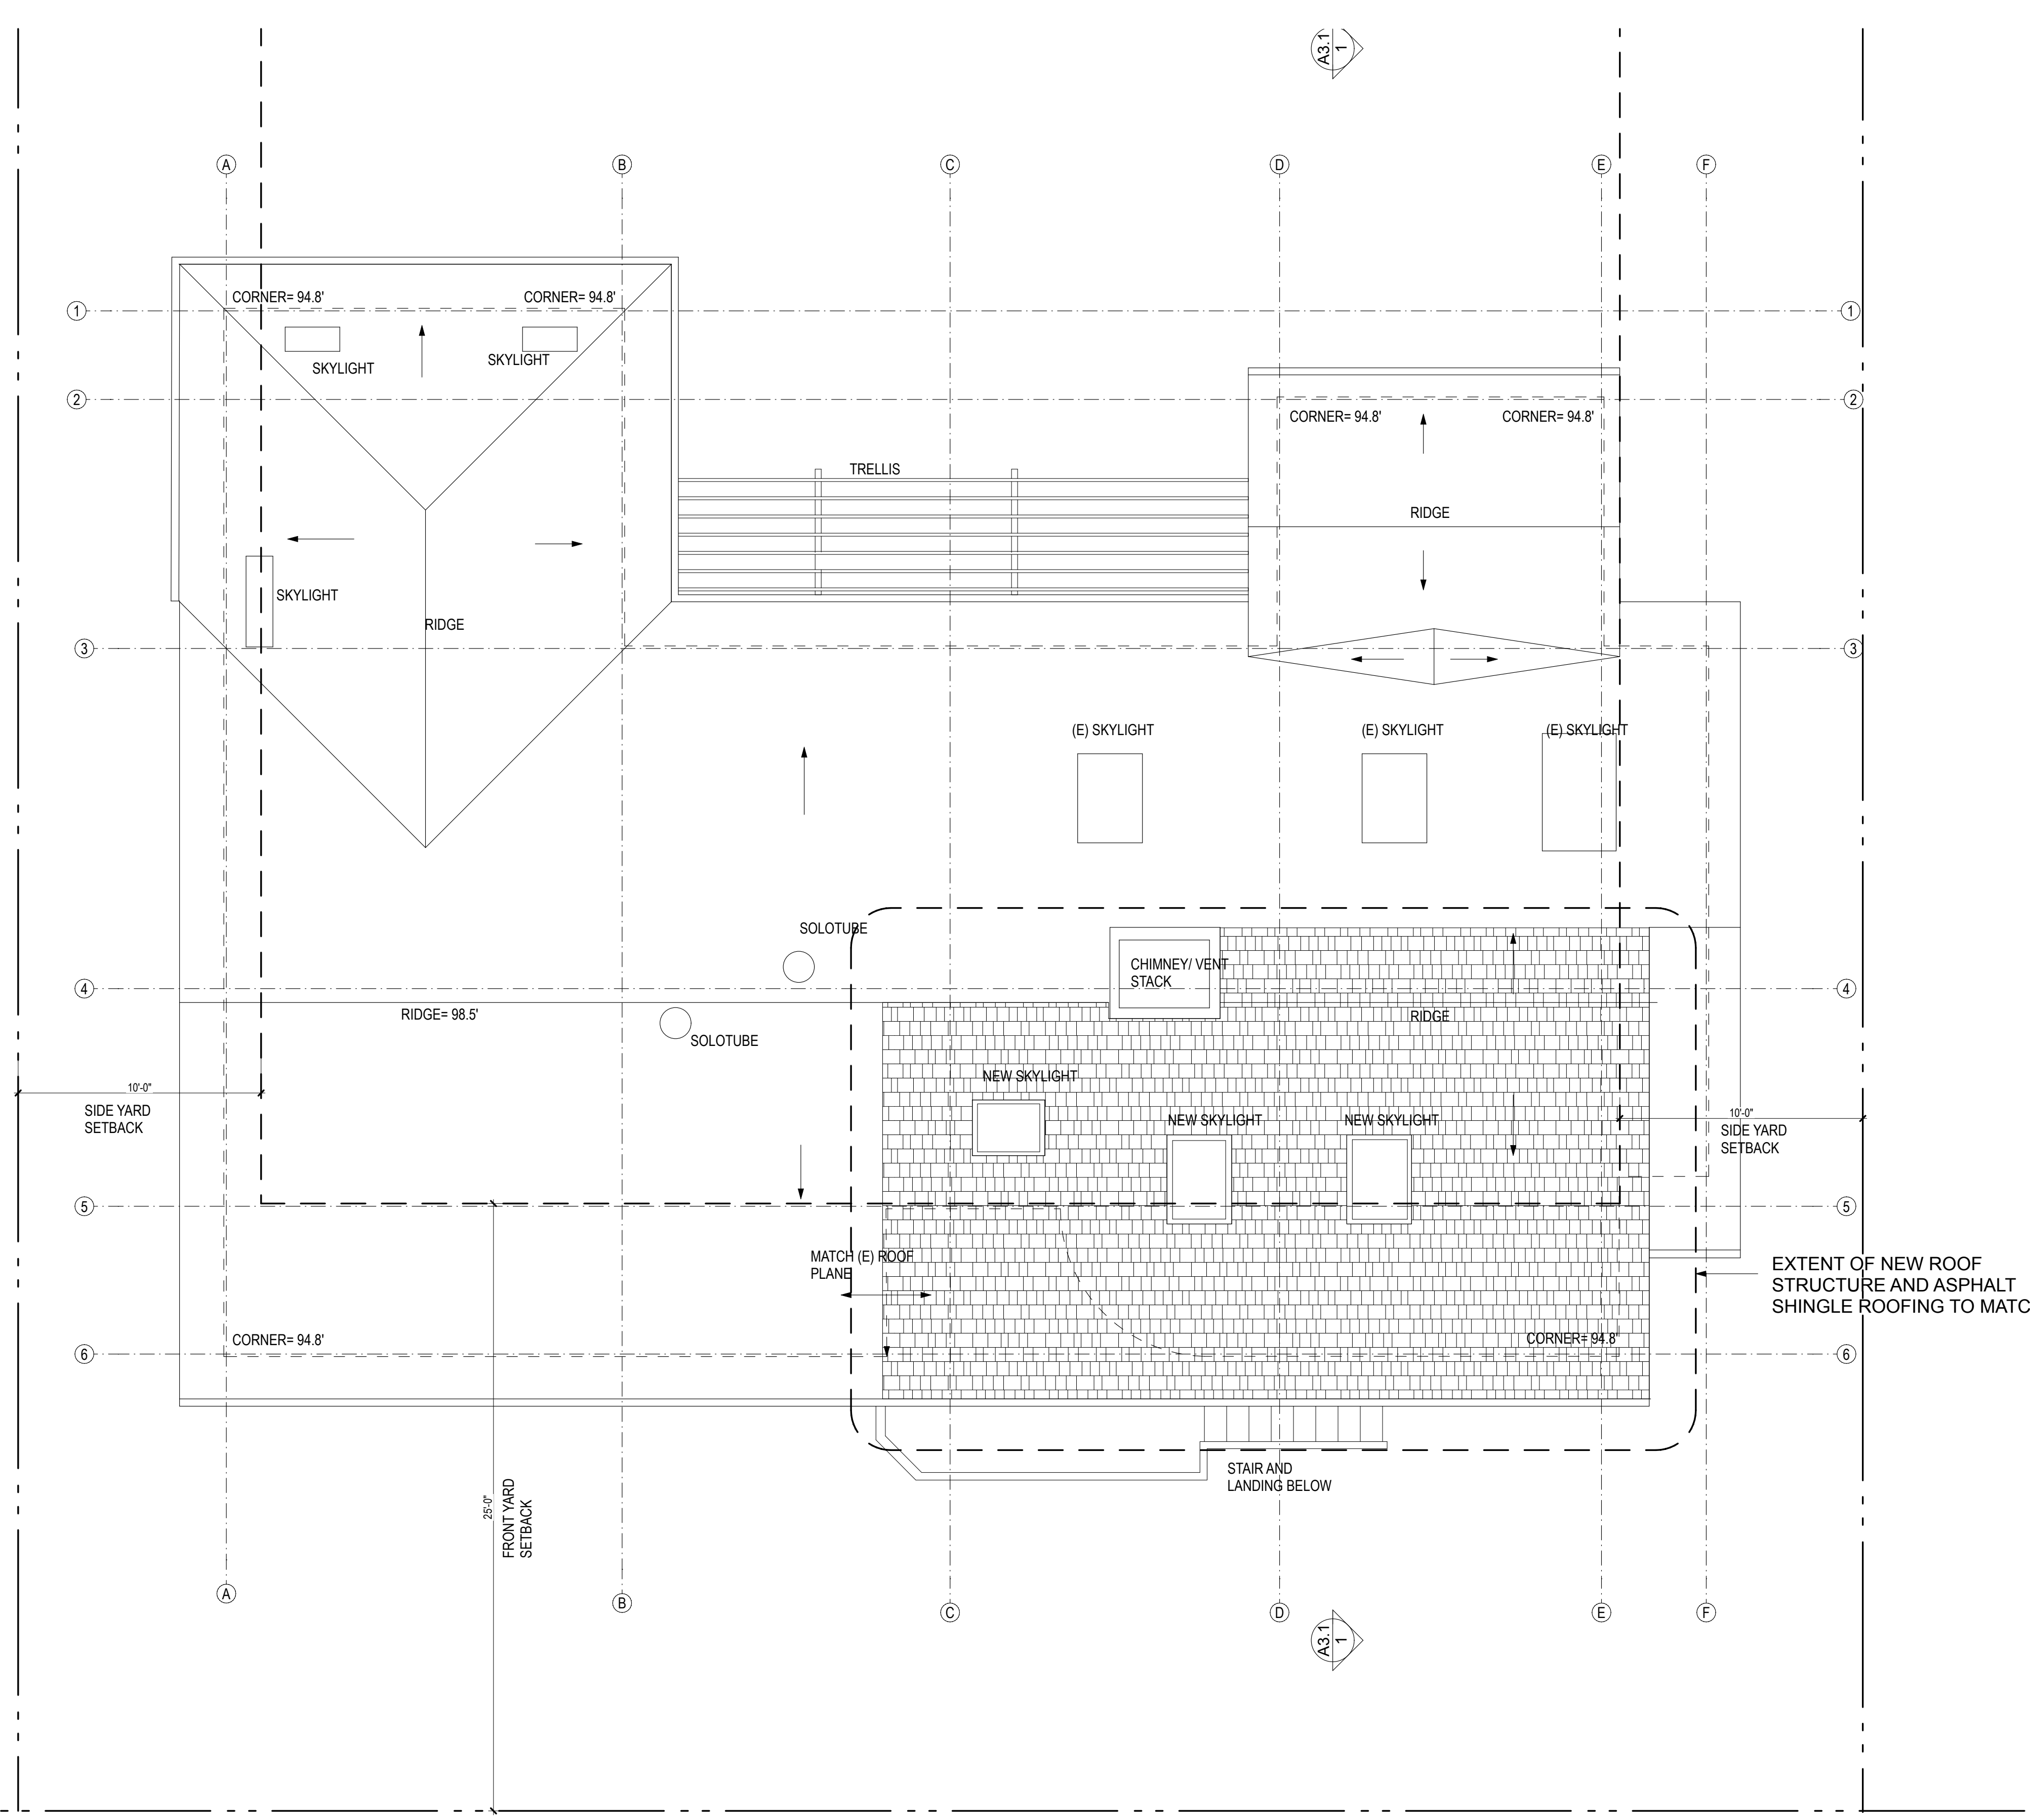 A3.1
1
A
B
C
D
E
F
CORNER= 94.8'
CORNER= 94.8'
1
1
SKYLIGHT
SKYLIGHT
2
2
CORNER= 94.8'
CORNER= 94.8'
TRELLIS
RIDGE
SKYLIGHT
RIDGE
3
3
(E) SKYLIGHT
(E) SKYLIGHT
(E) SKYLIGHT
SOLOTUBE
CHIMNEY/ VENT
STACK
4
4
RIDGE= 98.5'
RIDGE
SOLOTUBE
NEW SKYLIGHT
10'-0"
SIDE YARD
SETBACK
NEW SKYLIGHT
NEW SKYLIGHT
10'-0"
SIDE YARD
SETBACK
5
5
MATCH (E) ROOF
PLANE
EXTENT OF NEW ROOF
STRUCTURE AND ASPHALT
SHINGLE ROOFING TO MATC
CORNER= 94.8'
CORNER= 94.8'
6
6
STAIR AND
LANDING BELOW
25'-0"
FRONT YARD
SETBACK
A
B
C
D
E
F
A3.1
1